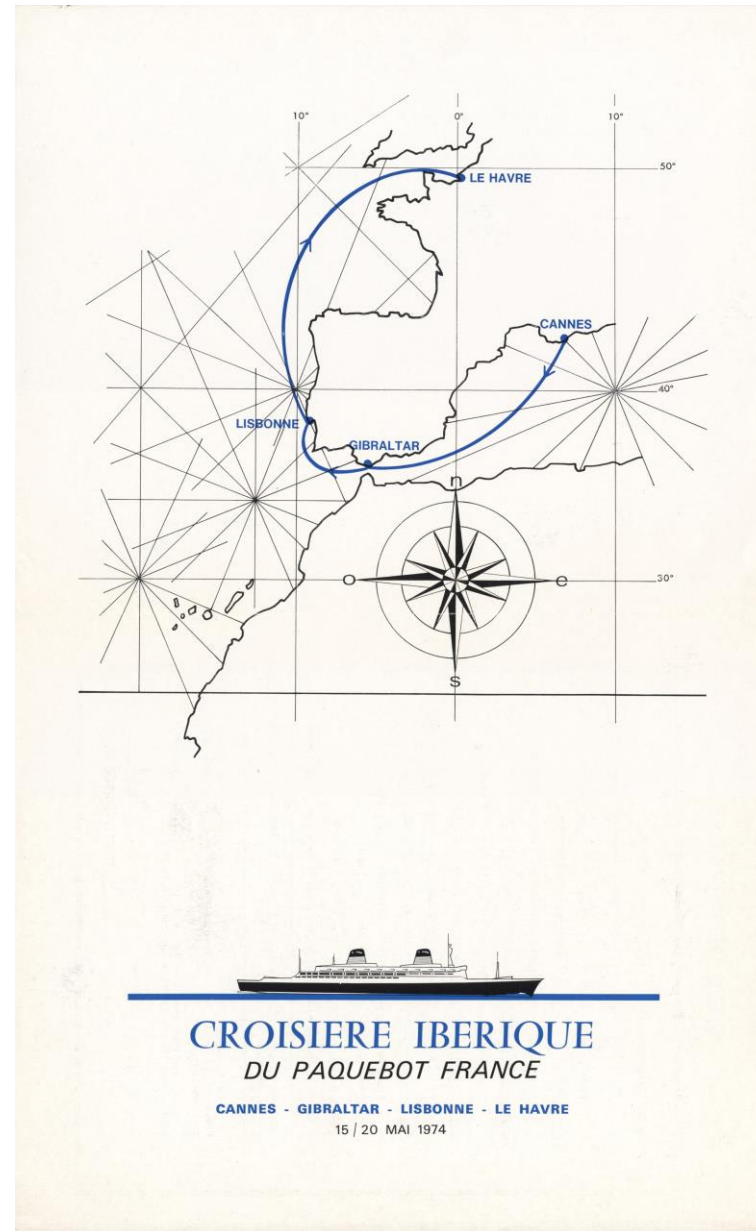 10° 0° 10°
50°
LE HAVRE
CANNES
40°
LISBONNE
GIBRALTAR
n
o e
30°
s
CROISIERE IBERIQUE
DU PAQUEBOT FRANCE
CANNES - GIBRALTAR - LISBONNE - LE HAVRE
15 / 20 MAI 1974